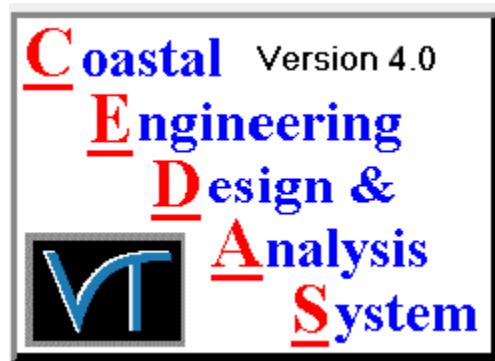 Coastal Version 4.0
Engineering
Design &
Analysis
System
VT